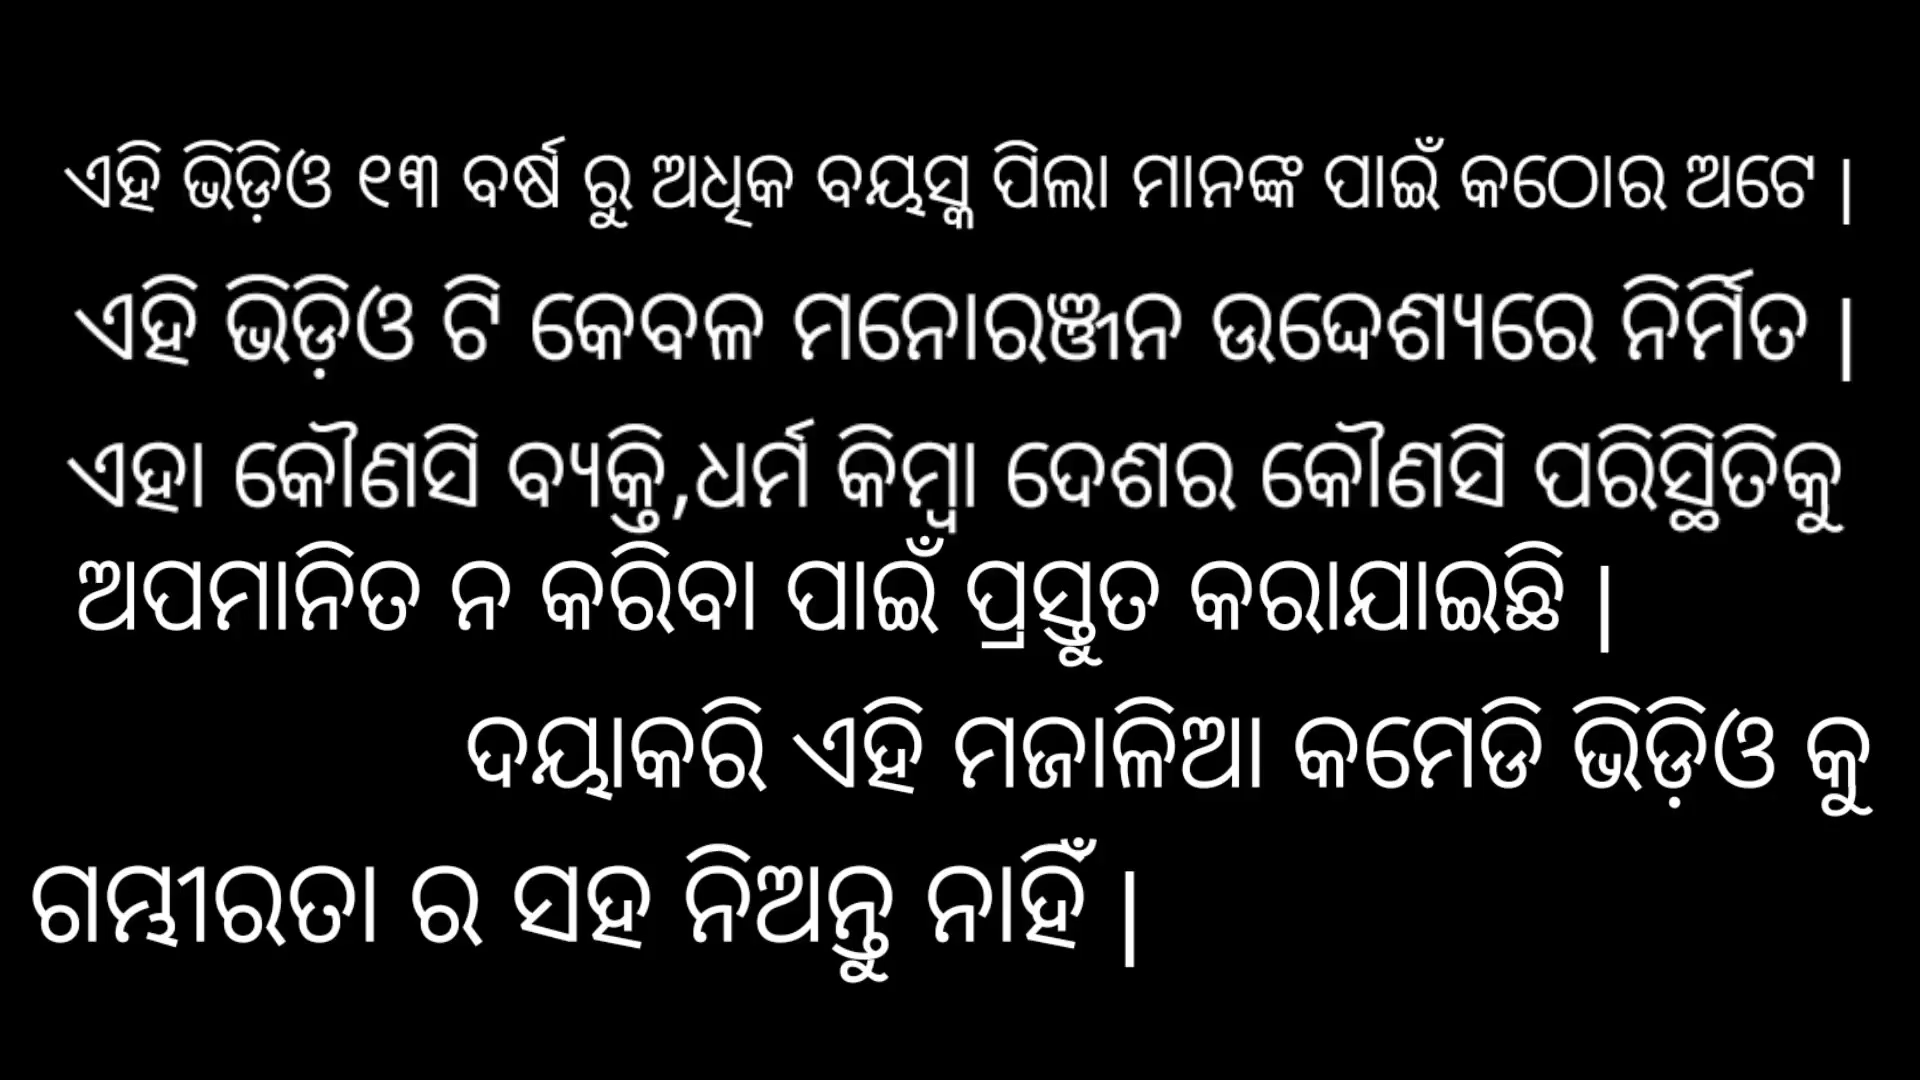 ଏହି ଭିଡ଼ିଓ ୧୩ ବର୍ଷ ରୁ ଅଧିକ ବୟସ୍କ ପିଲା ମାନଙ୍କ ପାଇଁ କଠୋର ଅଟେ |
ଏହି ଭିଡ଼ିଓ ଟି କେବଳ ମନୋରଞ୍ଜନ ଉଦ୍ଦେଶ୍ୟରେ ନିର୍ମିତ |
ଏହା କୌଣସି ବ୍ୟକ୍ତି,ଧର୍ମ କିମ୍ବା ଦେଶର କୌଣସି ପରିସ୍ଥିତିକୁ
ଅପମାନିତ ନ କରିବା ପାଇଁ ପ୍ରସ୍ତୁତ କରାଯାଇଛି |
ଦୟାକରି ଏହି ମଜାଳିଆ କମେଡି ଭିଡ଼ିଓ କୁ
ଗମ୍ଭୀରତା ର ସହ ନିଅନ୍ତୁ ନାହିଁ |